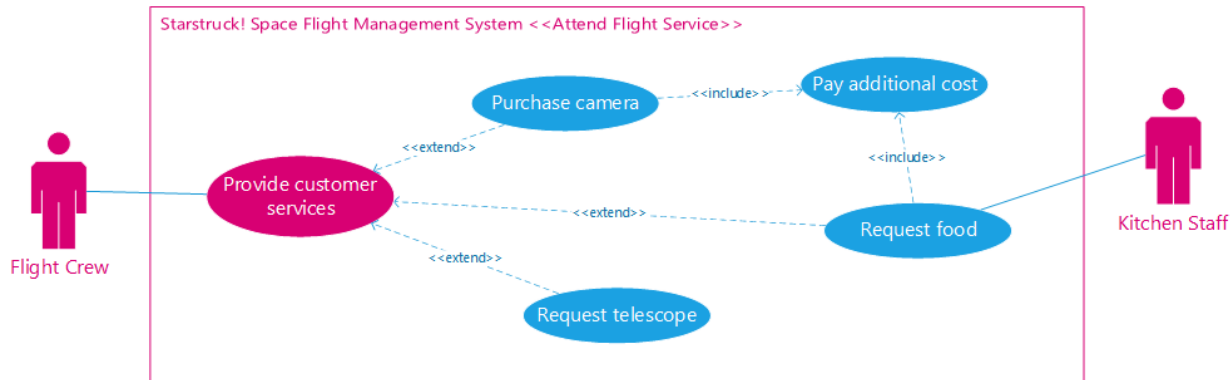 Starstruck! Space Flight Management System <<Attend Flight Service>>
Purchase camera
<<include>>
Pay additional cost
<<extend>>
<<include>>
Provide customer
services
<<extend>>
Request food
Kitchen Staff
<<extend>>
Flight Crew
Request telescope